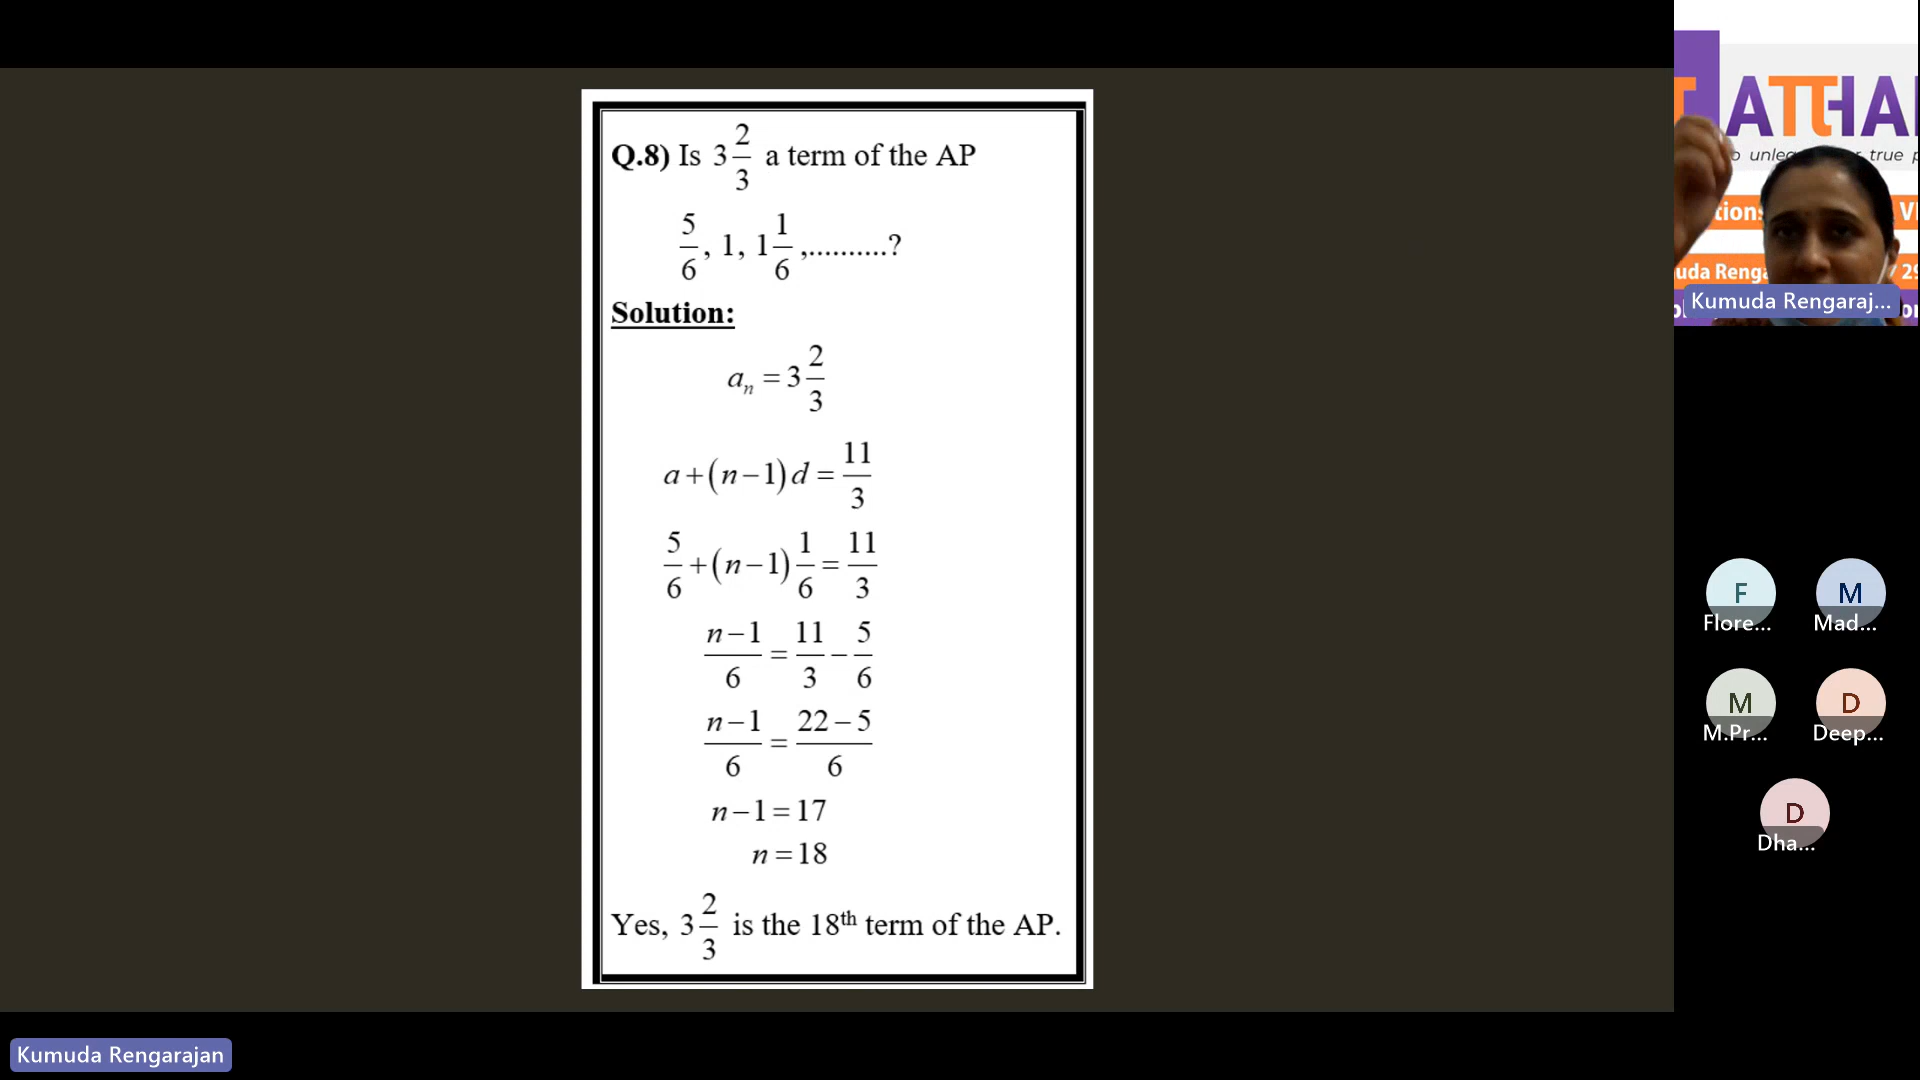 Q.8) Is 3 2/3 a term of the AP
5/6, 1, 1 1/6,..........?
Solution:
aₙ = 3 2/3
a+(n−1)d = 11/3
5/6+(n−1)1/6 = 11/3
n−1/6 = 11/3 − 5/6
n−1/6 = 22−5/6
n−1=17
n=18
Yes, 3 2/3 is the 18th term of the AP.
true
Kumuda Rengaraj...
Flore...
F
Mad...
M
M.Pr...
M
Deep...
D
Dha...
D
Kumuda Rengarajan